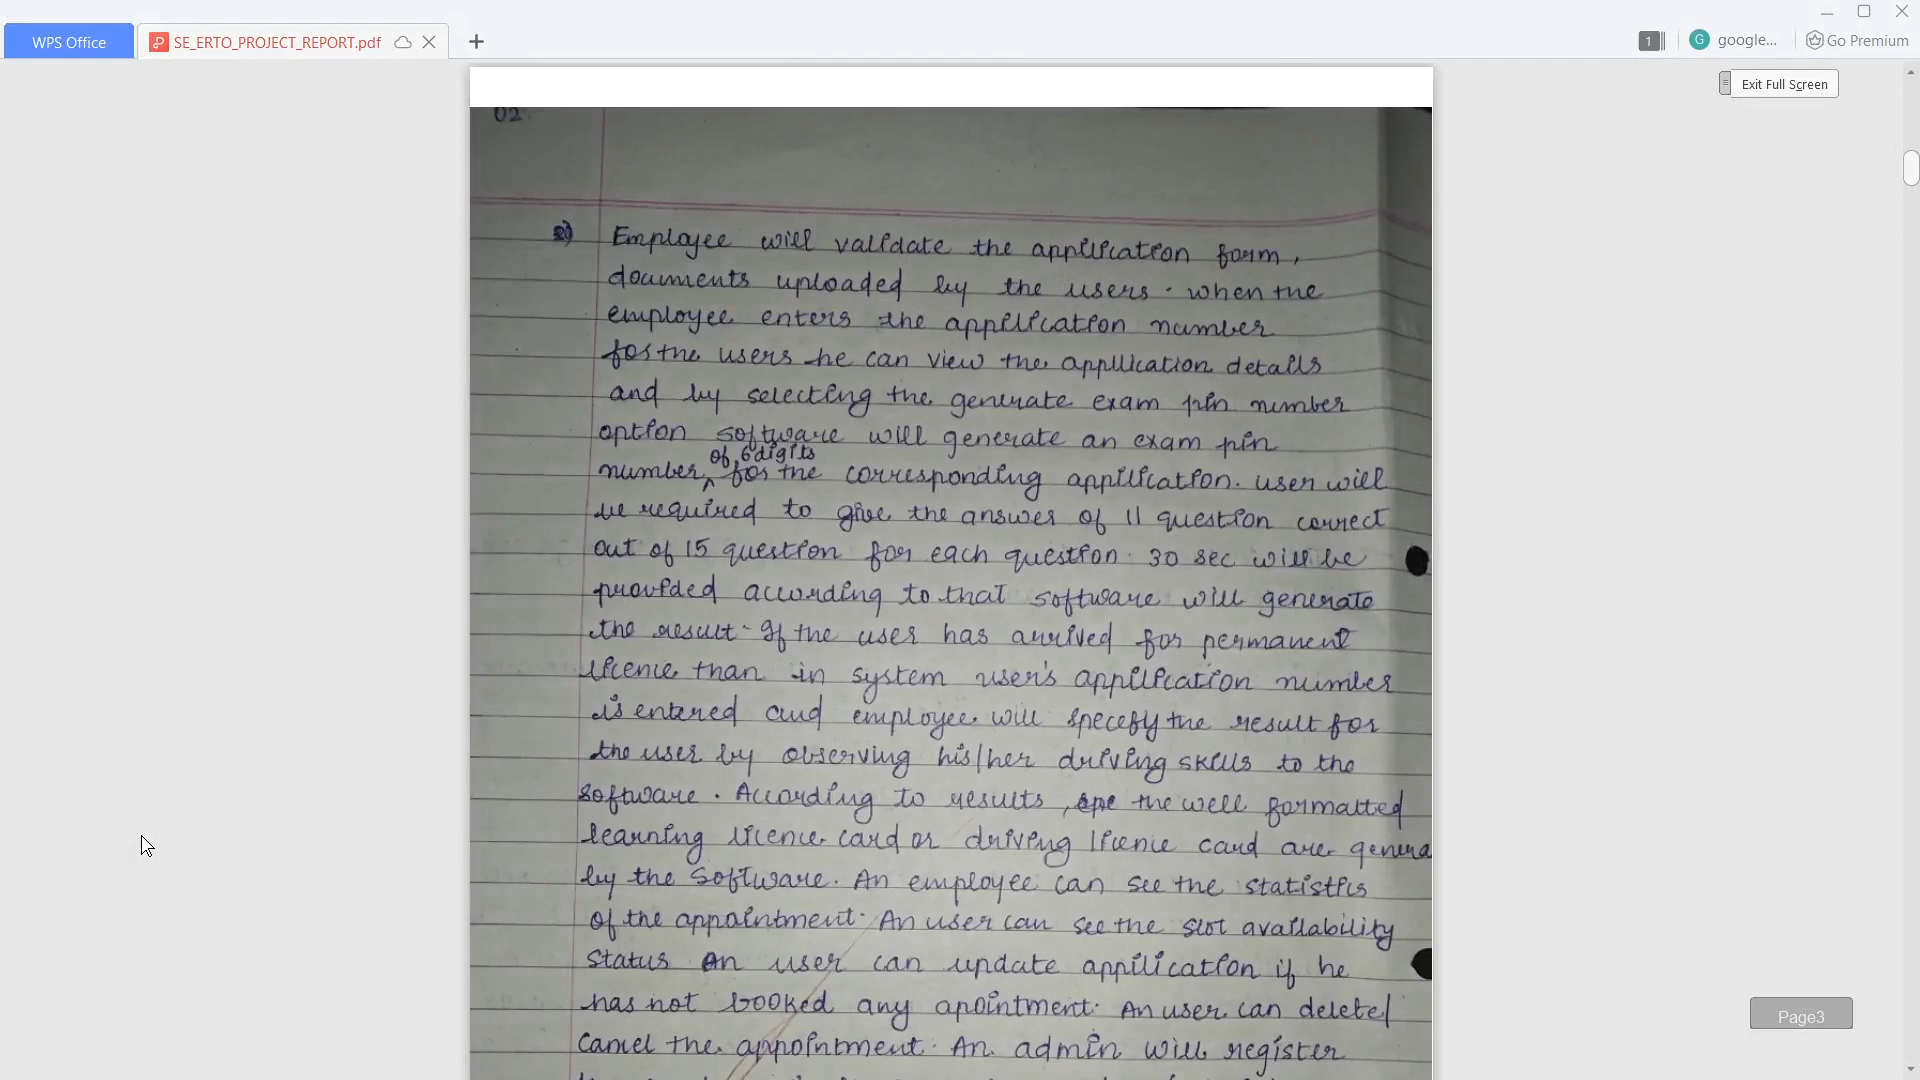 WPS Office
SE_ERTO_PROJECT_REPORT.pdf
1
G google...
Go Premium
Exit Full Screen
02
2) Employee will validate the application form,
documents uploaded by the users. when the
employee enters the application number
for the users he can view the application details
and by selecting the generate exam pin number
option software will generate an exam pin
of 6 digits
number for the corresponding application. user will
be required to give the answer of 11 question correct
out of 15 question for each question. 30 sec will be
provided according to that software will generate
the result. If the user has arrived for permanent
licence than in system user's application number
is entered and employee will specefy the result for
the user by observing his/her driving skills to the
software. According to results, the well formatted
learning licence card or driving licence card are genera
by the software. An employee can see the statistics
of the appointment. An user can see the slot availability
status An user can update application if he
has not booked any apointment. An user can delete/
cancel the appointment. An admin will register
Page3